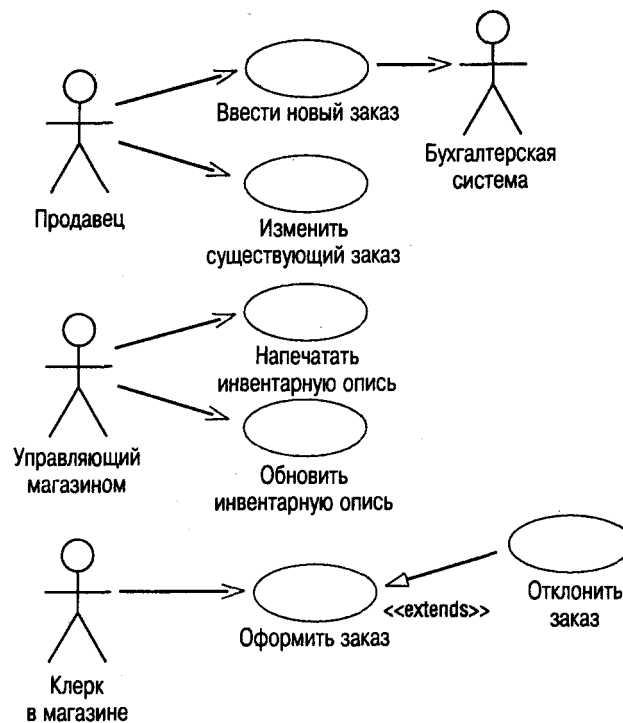 Ввести новый заказ
Бухгалтерская
система
Продавец
Изменить
существующий заказ
Напечатать
инвентарную опись
Управляющий
магазином
Обновить
инвентарную опись
<<extends>>
Отклонить
заказ
Оформить заказ
Клерк
в магазине